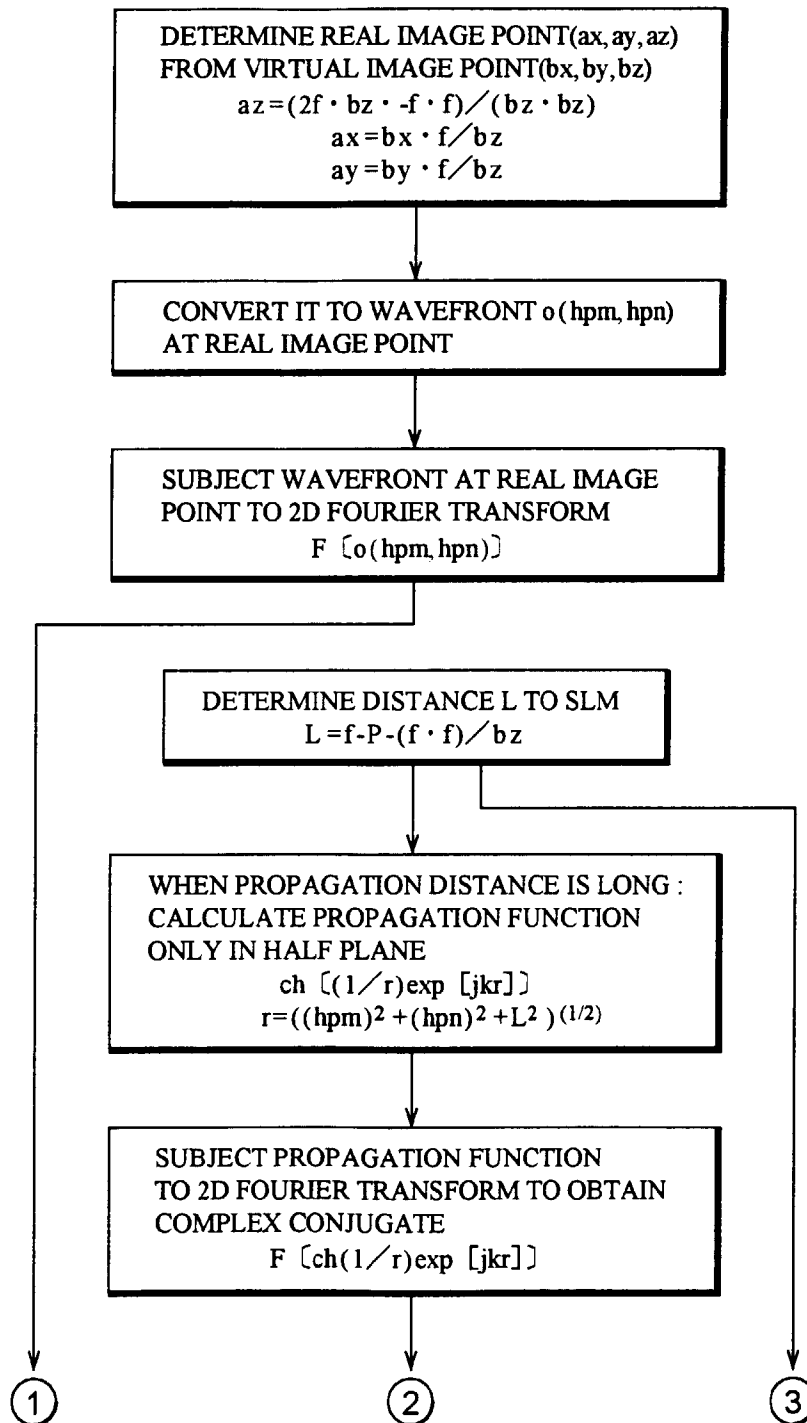 DETERMINE REAL IMAGE POINT(ax,ay,az)
FROM VIRTUAL IMAGE POINT(bx,by,bz)
az=(2f・bz・-f・f)／(bz・bz)
ax=bx・f／bz
ay=by・f／bz
CONVERT IT TO WAVEFRONT o(hpm,hpn)
AT REAL IMAGE POINT
SUBJECT WAVEFRONT AT REAL IMAGE
POINT TO 2D FOURIER TRANSFORM
F〔o(hpm,hpn)〕
DETERMINE DISTANCE L TO SLM
L=f-P-(f・f)／bz
WHEN PROPAGATION DISTANCE IS LONG :
CALCULATE PROPAGATION FUNCTION
ONLY IN HALF PLANE
ch〔(1／r)exp [jkr]〕
r=((hpm)² +(hpn)² +L² )^(1/2)
SUBJECT PROPAGATION FUNCTION
TO 2D FOURIER TRANSFORM TO OBTAIN
COMPLEX CONJUGATE
F〔ch(1／r)exp [jkr]〕
1
2
3